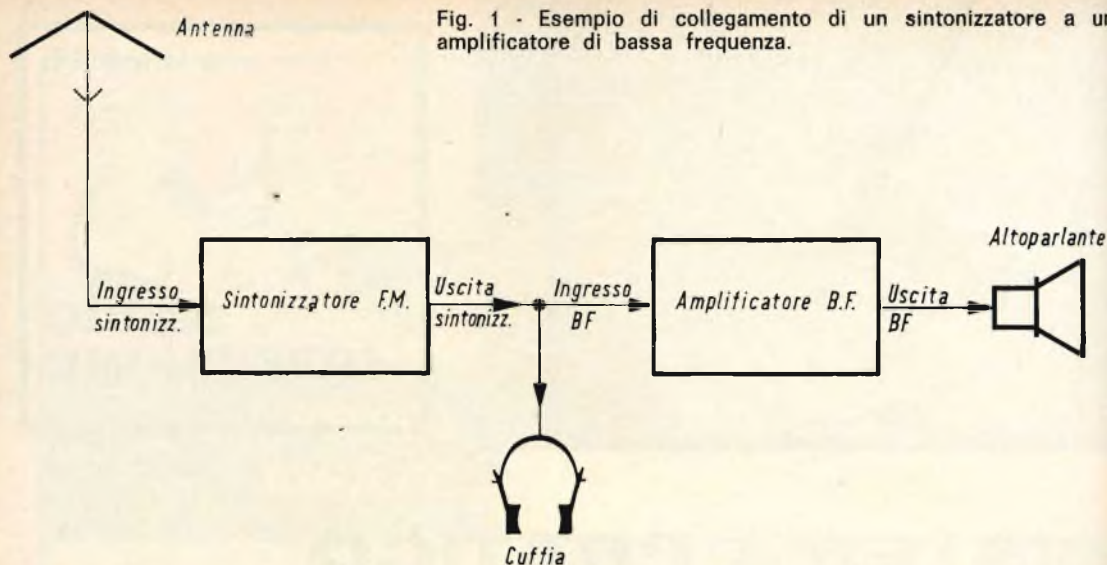 Fig. 1 - Esempio di collegamento di un sintonizzatore a un
amplificatore di bassa frequenza.
Antenna
Ingresso
sintonizz.
Sintonizzatore F.M.
Uscita
sintonizz.
Ingresso
BF
Amplificatore B.F.
Uscita
BF
Altoparlante
Cuffia